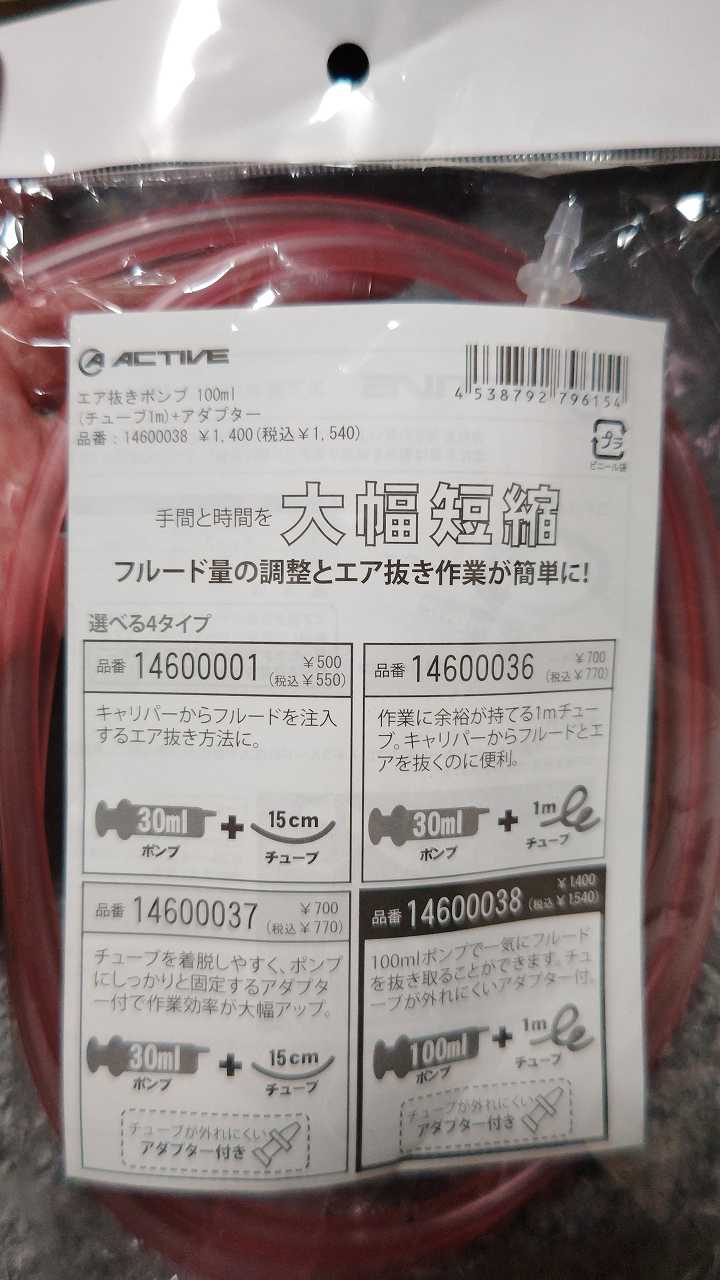 ACTIVE
エア抜きポンプ 100ml
(チューブ1m)+アダプター
品番：14600038 ￥1,400(税込￥1,540)
4 538792 796154
プラ
ビニール袋
手間と時間を 大幅短縮
フルード量の調整とエア抜き作業が簡単に!
選べる4タイプ
品番 14600001 ￥500
(税込￥550)
キャリパーからフルードを注入
するエア抜き方法に。
30ml + 15cm
ポンプ チューブ
品番 14600036 ￥700
(税込￥770)
作業に余裕が持てる1mチュー
ブ。キャリパーからフルードとエ
アを抜くのに便利。
30ml + 1m
ポンプ チューブ
品番 14600037 ￥700
(税込￥770)
チューブを着脱しやすく、ポンプ
にしっかりと固定するアダプタ
ー付で作業効率が大幅アップ。
30ml + 15cm
ポンプ チューブ
チューブが外れにくい
アダプター付き
品番 14600038 ￥1400
(税込￥1540)
100mlポンプで一気にフルード
を抜き取ることができます。チュ
ーブが外れにくいアダプター付。
100ml + 1m
ポンプ チューブ
チューブが外れにくい
アダプター付き